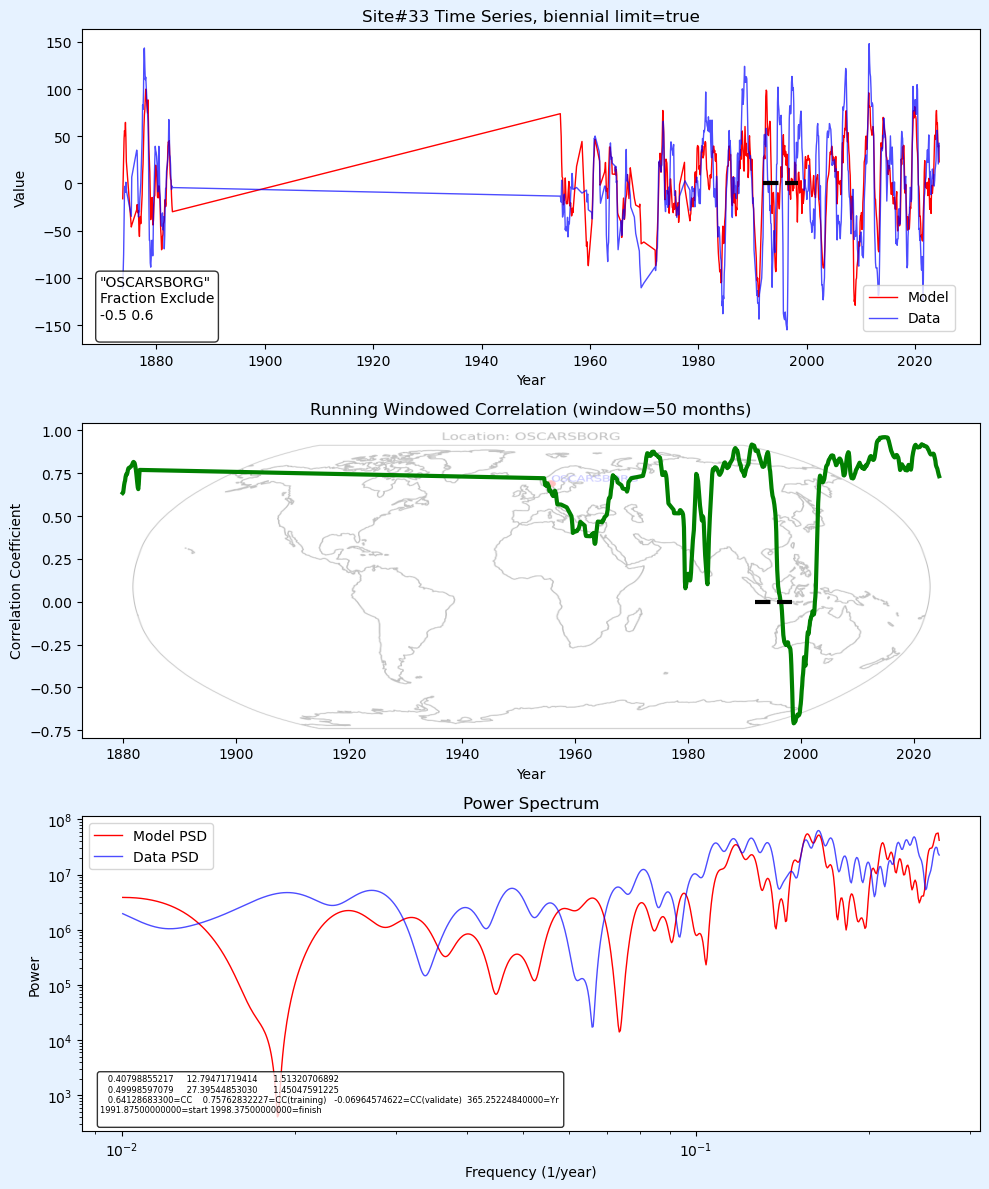 Site#33 Time Series, biennial limit=true
150
100
50
0
−50
−100
−150
Value
"OSCARSBORG"
Fraction Exclude
-0.5 0.6
Model
Data
1880
1900
1920
1940
1960
1980
2000
2020
Year
Running Windowed Correlation (window=50 months)
Location: OSCARSBORG
OSCARSBORG
1.00
0.75
0.50
0.25
0.00
−0.25
−0.50
−0.75
Correlation Coefficient
1880
1900
1920
1940
1960
1980
2000
2020
Year
Power Spectrum
Model PSD
Data PSD
10^8
10^7
10^6
10^5
10^4
10^3
Power
0.40798855217 12.79471719414 1.51320706892
0.49998597079 27.39544853030 1.45047591225
0.64128683300=CC 0.75762832227=CC(training) -0.06964574622=CC(validate) 365.25224840000=Yr
1991.87500000000=start 1998.37500000000=finish
10^−2
10^−1
Frequency (1/year)